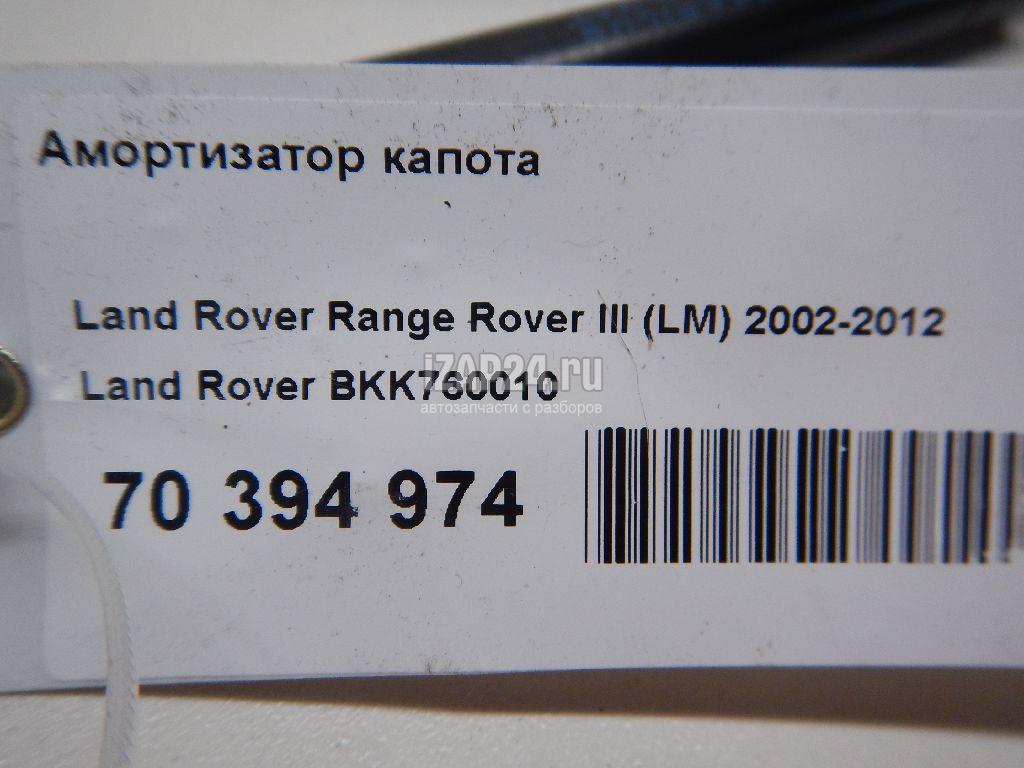 Амортизатор капота
Land Rover Range Rover III (LM) 2002-2012
iZAP24.ru
Land Rover BKK760010
автозапчасти с разборов
70 394 974